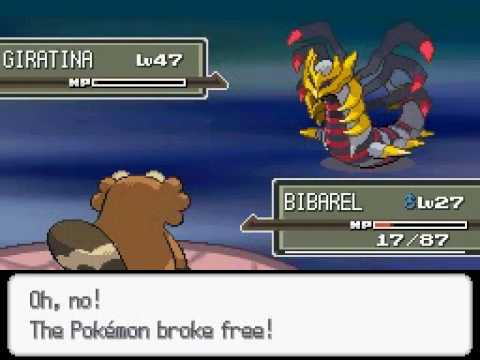 GIRATINA Lv47
HP
BIBAREL ♂Lv27
HP
17/87
Oh, no!
The Pokémon broke free!